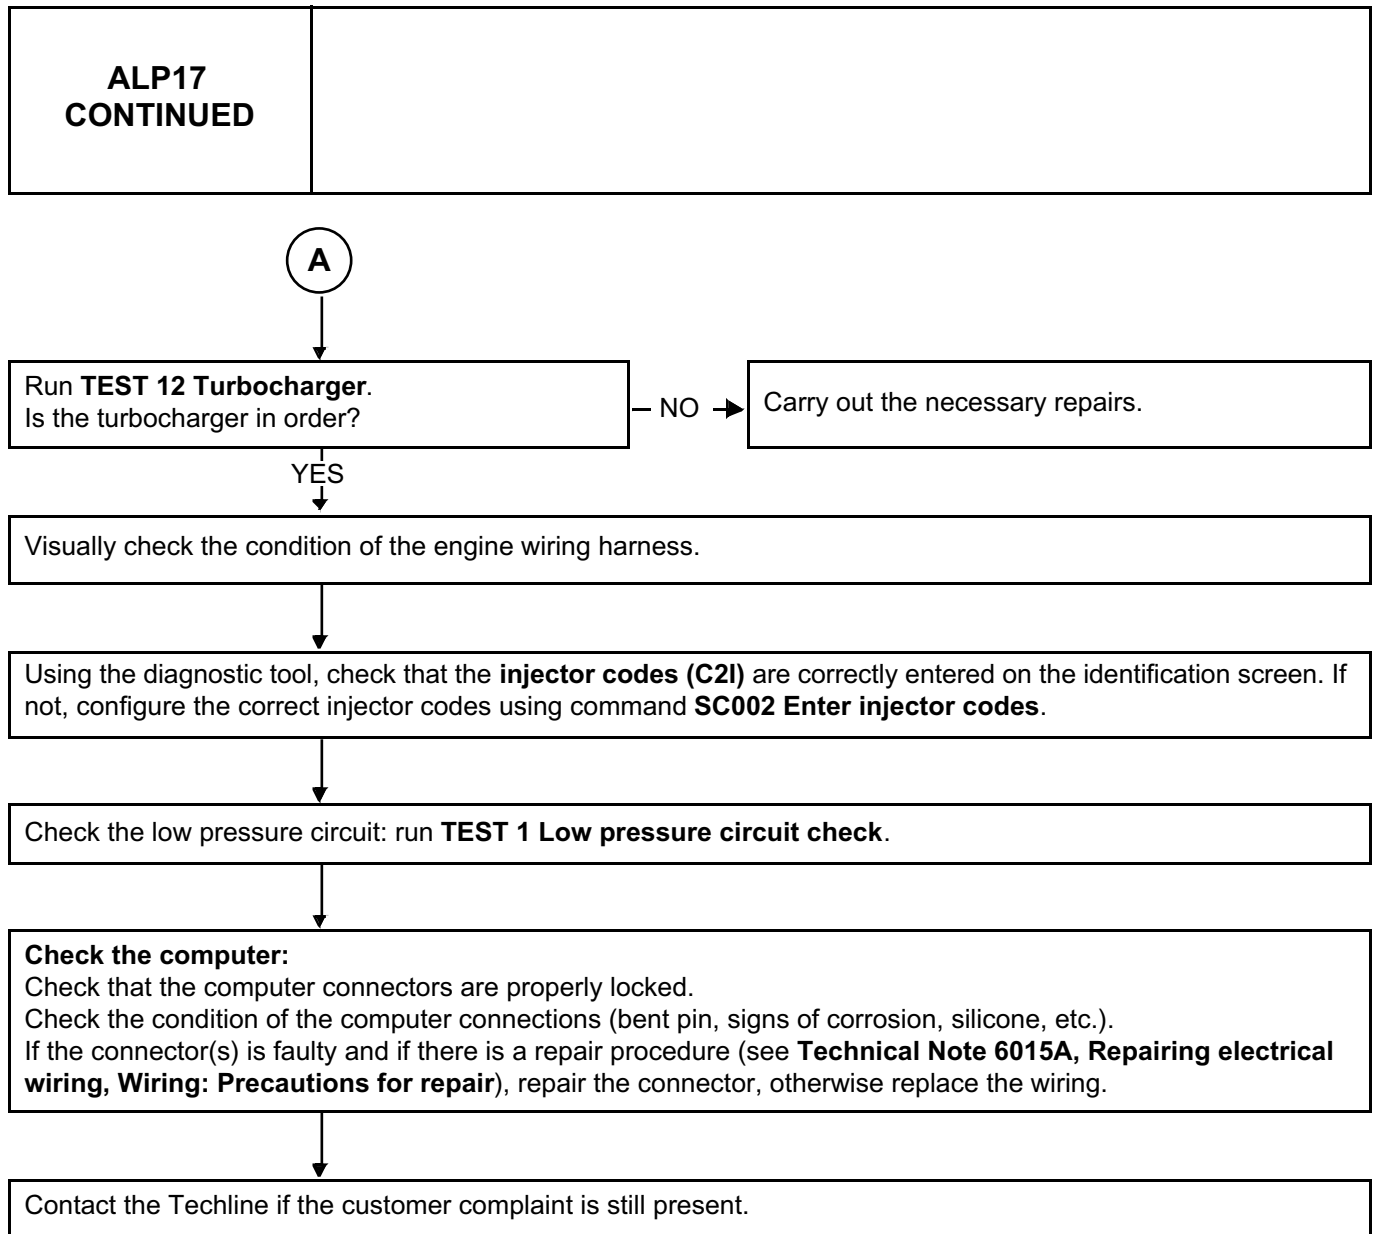 ALP17
CONTINUED
A
Run TEST 12 Turbocharger.
Is the turbocharger in order?
NO
Carry out the necessary repairs.
YES
Visually check the condition of the engine wiring harness.
Using the diagnostic tool, check that the injector codes (C2I) are correctly entered on the identification screen. If
not, configure the correct injector codes using command SC002 Enter injector codes.
Check the low pressure circuit: run TEST 1 Low pressure circuit check.
Check the computer:
Check that the computer connectors are properly locked.
Check the condition of the computer connections (bent pin, signs of corrosion, silicone, etc.).
If the connector(s) is faulty and if there is a repair procedure (see Technical Note 6015A, Repairing electrical
wiring, Wiring: Precautions for repair), repair the connector, otherwise replace the wiring.
Contact the Techline if the customer complaint is still present.